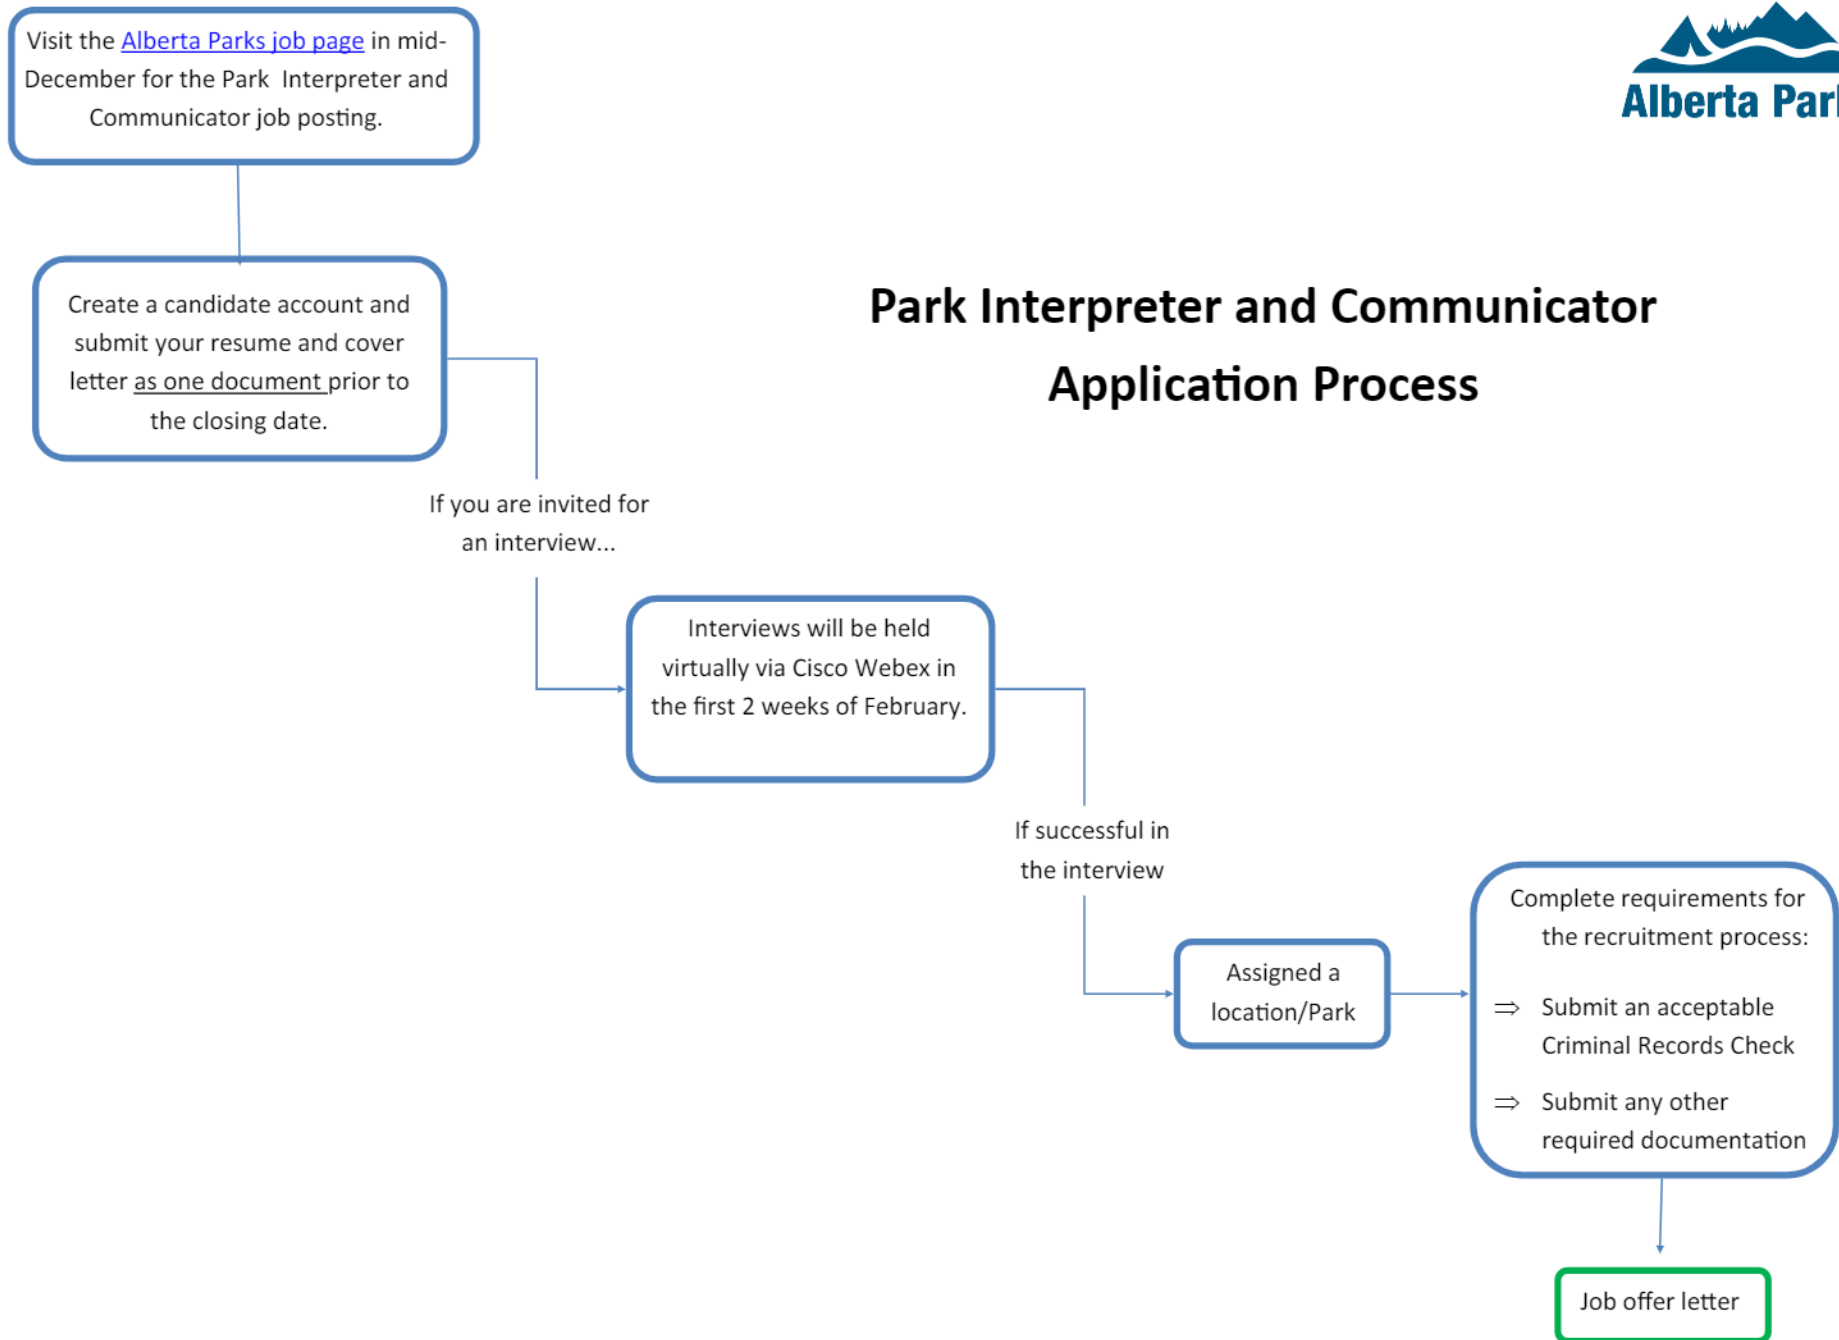 Visit the Alberta Parks job page in mid-
December for the Park Interpreter and
Communicator job posting.
Alberta Par
Create a candidate account and
submit your resume and cover
letter as one document prior to
the closing date.
Park Interpreter and Communicator
Application Process
If you are invited for
an interview...
Interviews will be held
virtually via Cisco Webex in
the first 2 weeks of February.
If successful in
the interview
Assigned a
location/Park
Complete requirements for
the recruitment process:
⇒ Submit an acceptable
Criminal Records Check
⇒ Submit any other
required documentation
Job offer letter